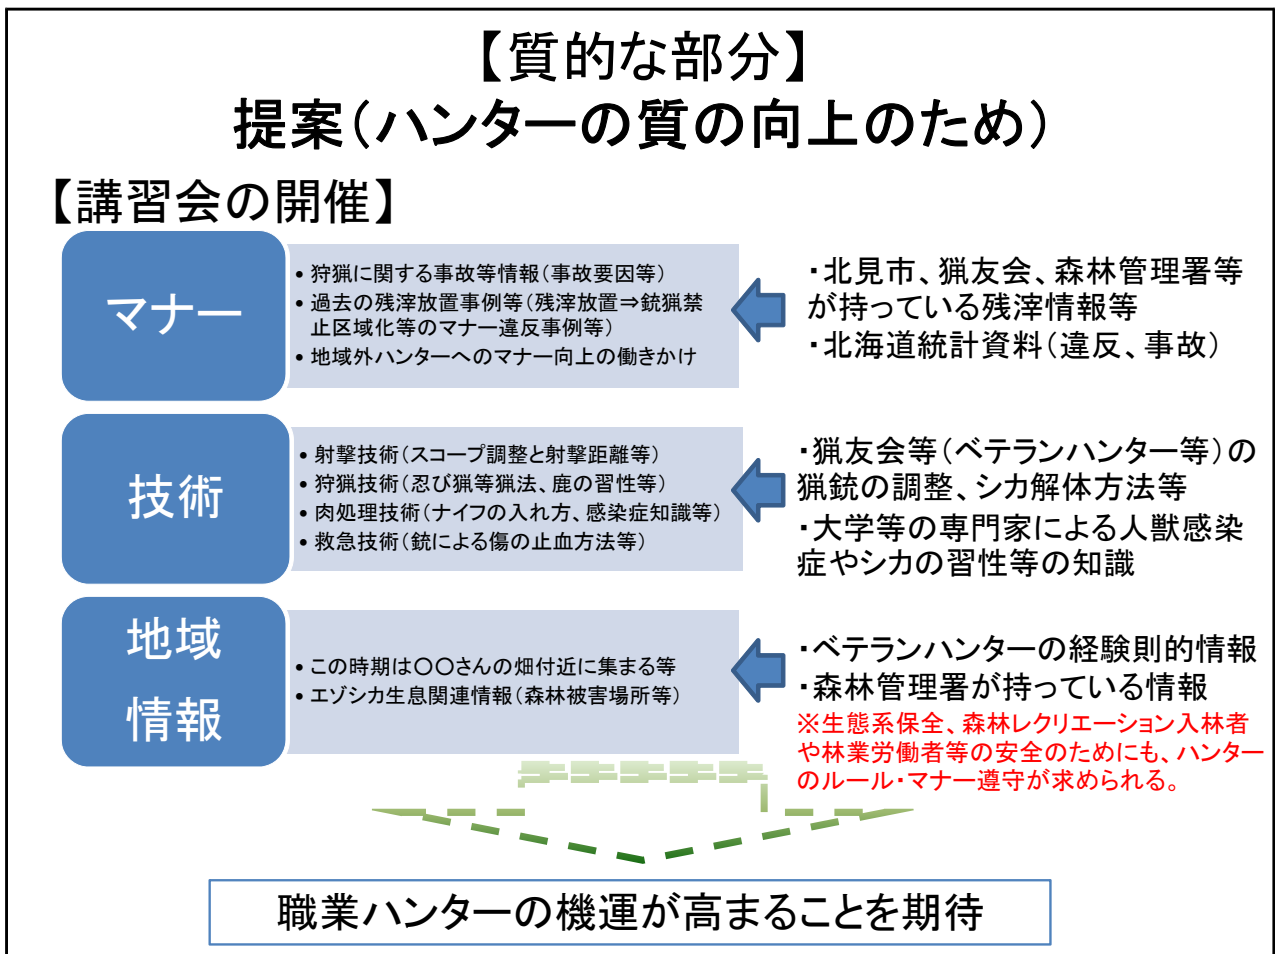 【質的な部分】
提案(ハンターの質の向上のため)
【講習会の開催】
マナー
• 狩猟に関する事故等情報(事故要因等)
• 過去の残滓放置事例等(残滓放置⇒銃猟禁
止区域化等のマナー違反事例等)
• 地域外ハンターへのマナー向上の働きかけ
・北見市、猟友会、森林管理署等
が持っている残滓情報等
・北海道統計資料(違反、事故)
技術
• 射撃技術(スコープ調整と射撃距離等)
• 狩猟技術(忍び猟等猟法、鹿の習性等)
• 肉処理技術(ナイフの入れ方、感染症知識等)
• 救急技術(銃による傷の止血方法等)
・猟友会等(ベテランハンター等)の
猟銃の調整、シカ解体方法等
・大学等の専門家による人獣感染
症やシカの習性等の知識
地域
情報
• この時期は〇〇さんの畑付近に集まる等
• エゾシカ生息関連情報(森林被害場所等)
・ベテランハンターの経験則的情報
・森林管理署が持っている情報
※生態系保全、森林レクリエーション入林者
や林業労働者等の安全のためにも、ハンター
のルール・マナー遵守が求められる。
職業ハンターの機運が高まることを期待